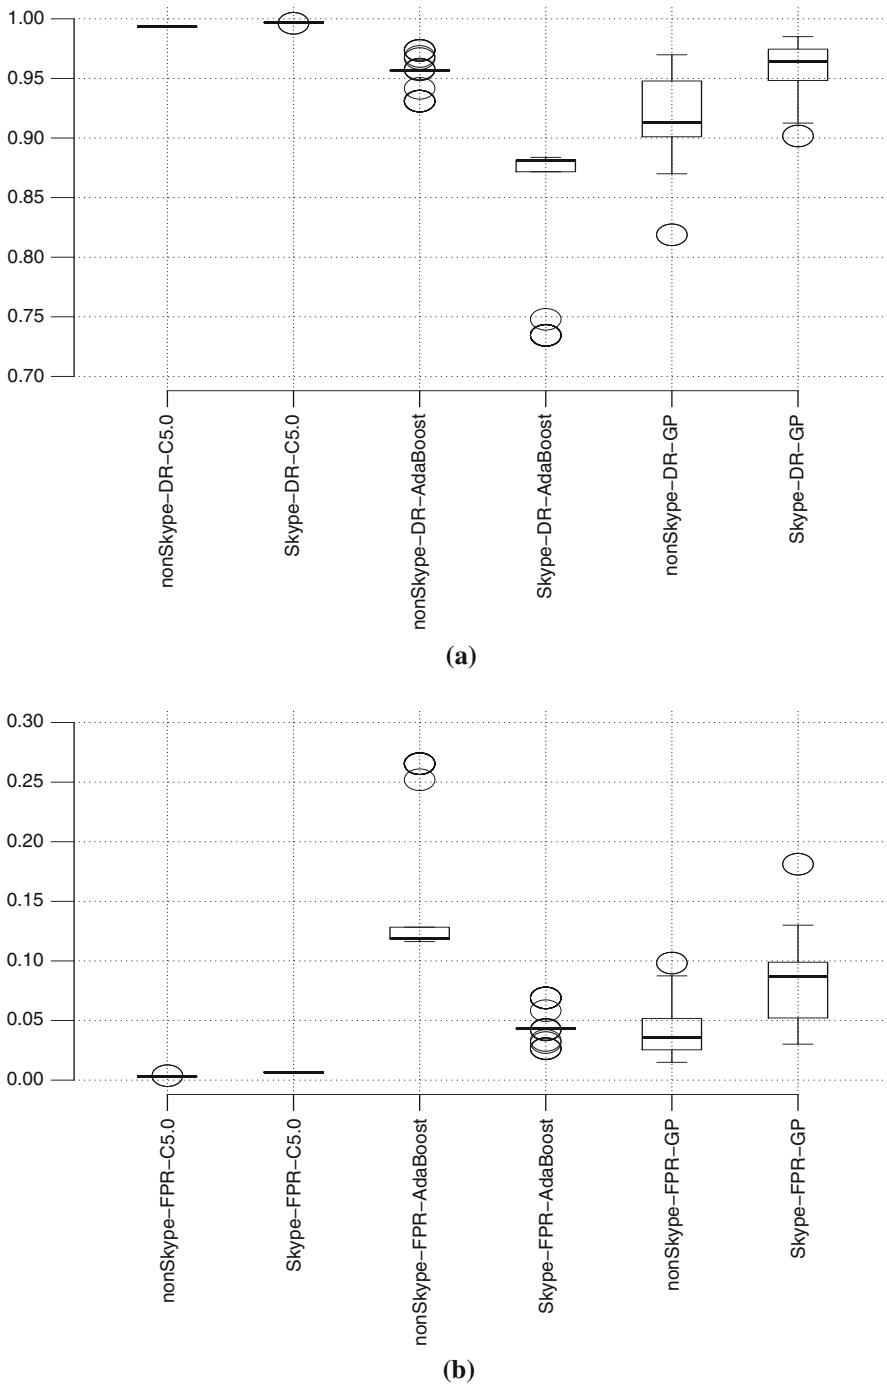 1.00
0.95
0.90
0.85
0.80
0.75
0.70
nonSkype−DR−C5.0
Skype−DR−C5.0
nonSkype−DR−AdaBoost
Skype−DR−AdaBoost
nonSkype−DR−GP
Skype−DR−GP
(a)
0.30
0.25
0.20
0.15
0.10
0.05
0.00
nonSkype−FPR−C5.0
Skype−FPR−C5.0
nonSkype−FPR−AdaBoost
Skype−FPR−AdaBoost
nonSkype−FPR−GP
Skype−FPR−GP
(b)